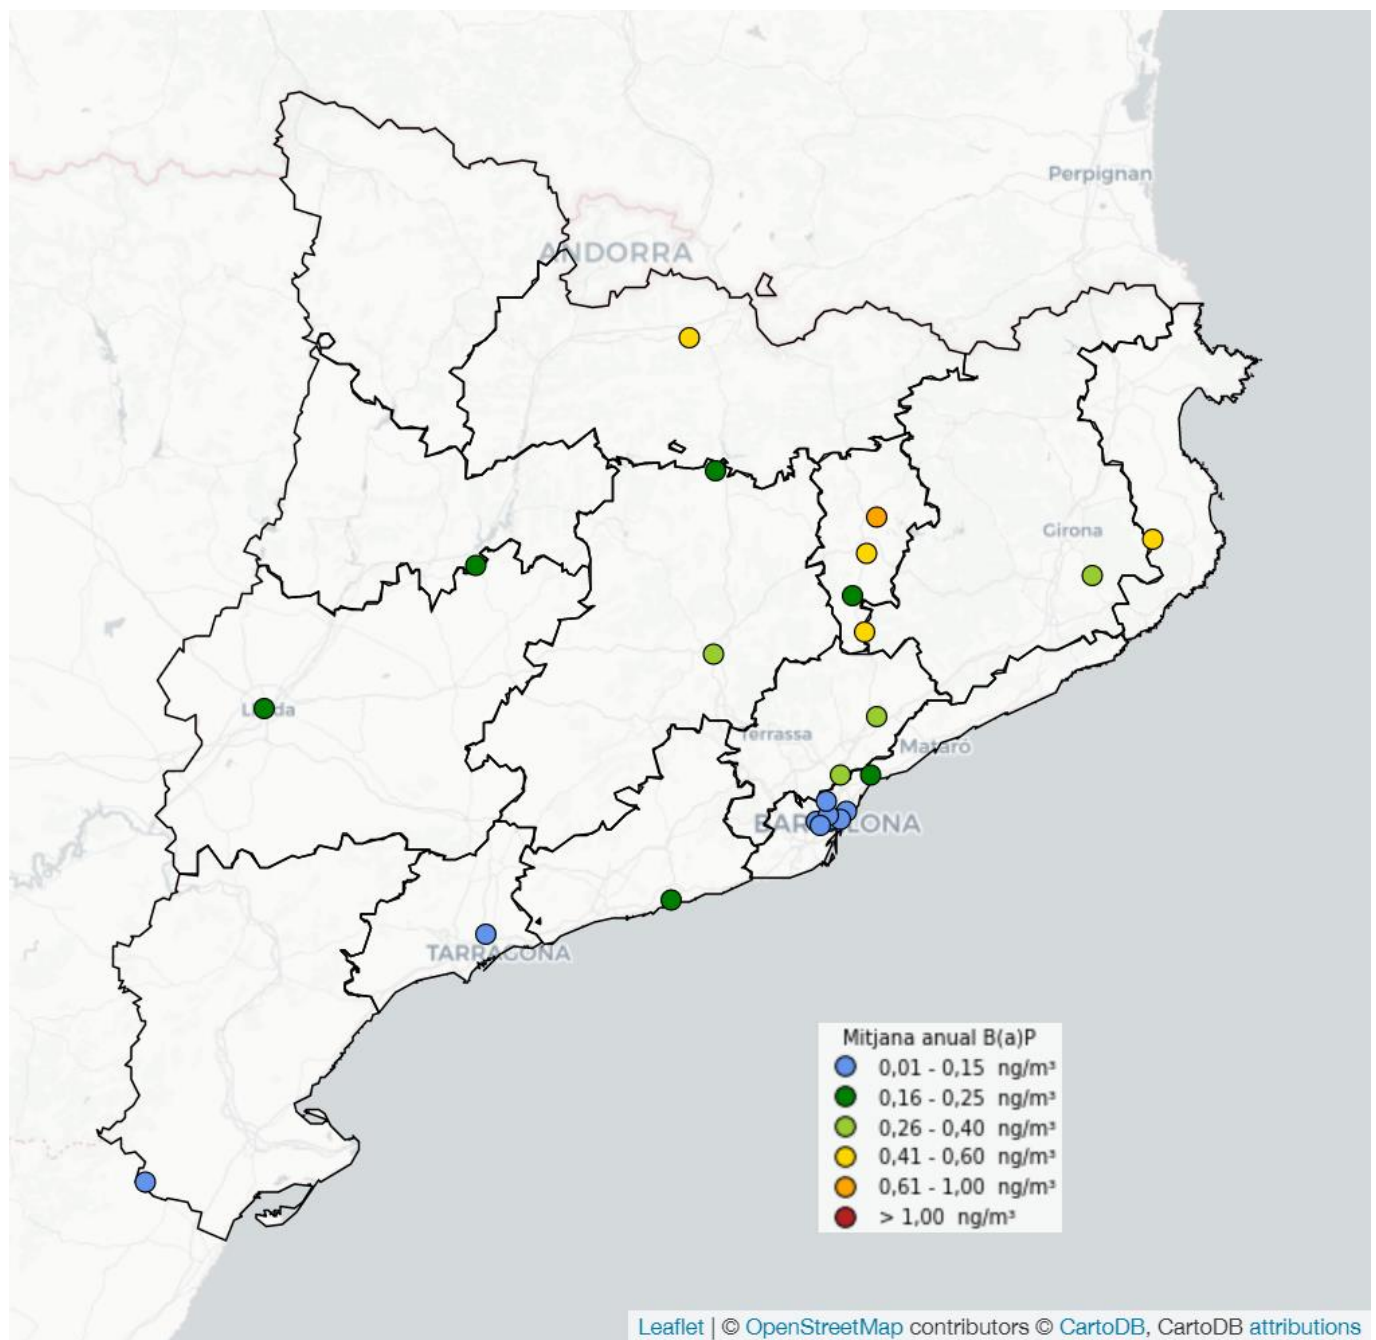 Perpignan
ANDORRA
Girona
Lleida
Terrassa
Mataró
BARCELONA
TARRAGONA
Mitjana anual B(a)P
0,01 - 0,15 ng/m³
0,16 - 0,25 ng/m³
0,26 - 0,40 ng/m³
0,41 - 0,60 ng/m³
0,61 - 1,00 ng/m³
> 1,00 ng/m³
Leaflet | © OpenStreetMap contributors © CartoDB, CartoDB attributions